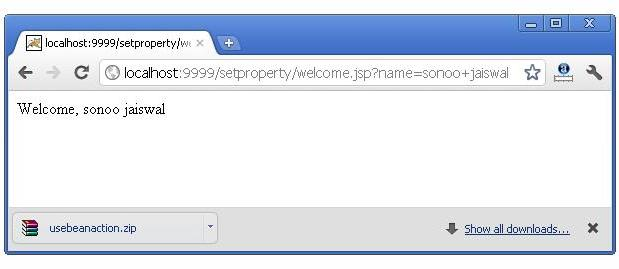 localhost:9999/setproperty/we
localhost:9999/setproperty/welcome.jsp?name=sonoo+jaiswal
Welcome, sonoo jaiswal
usebeanaction.zip
Show all downloads...